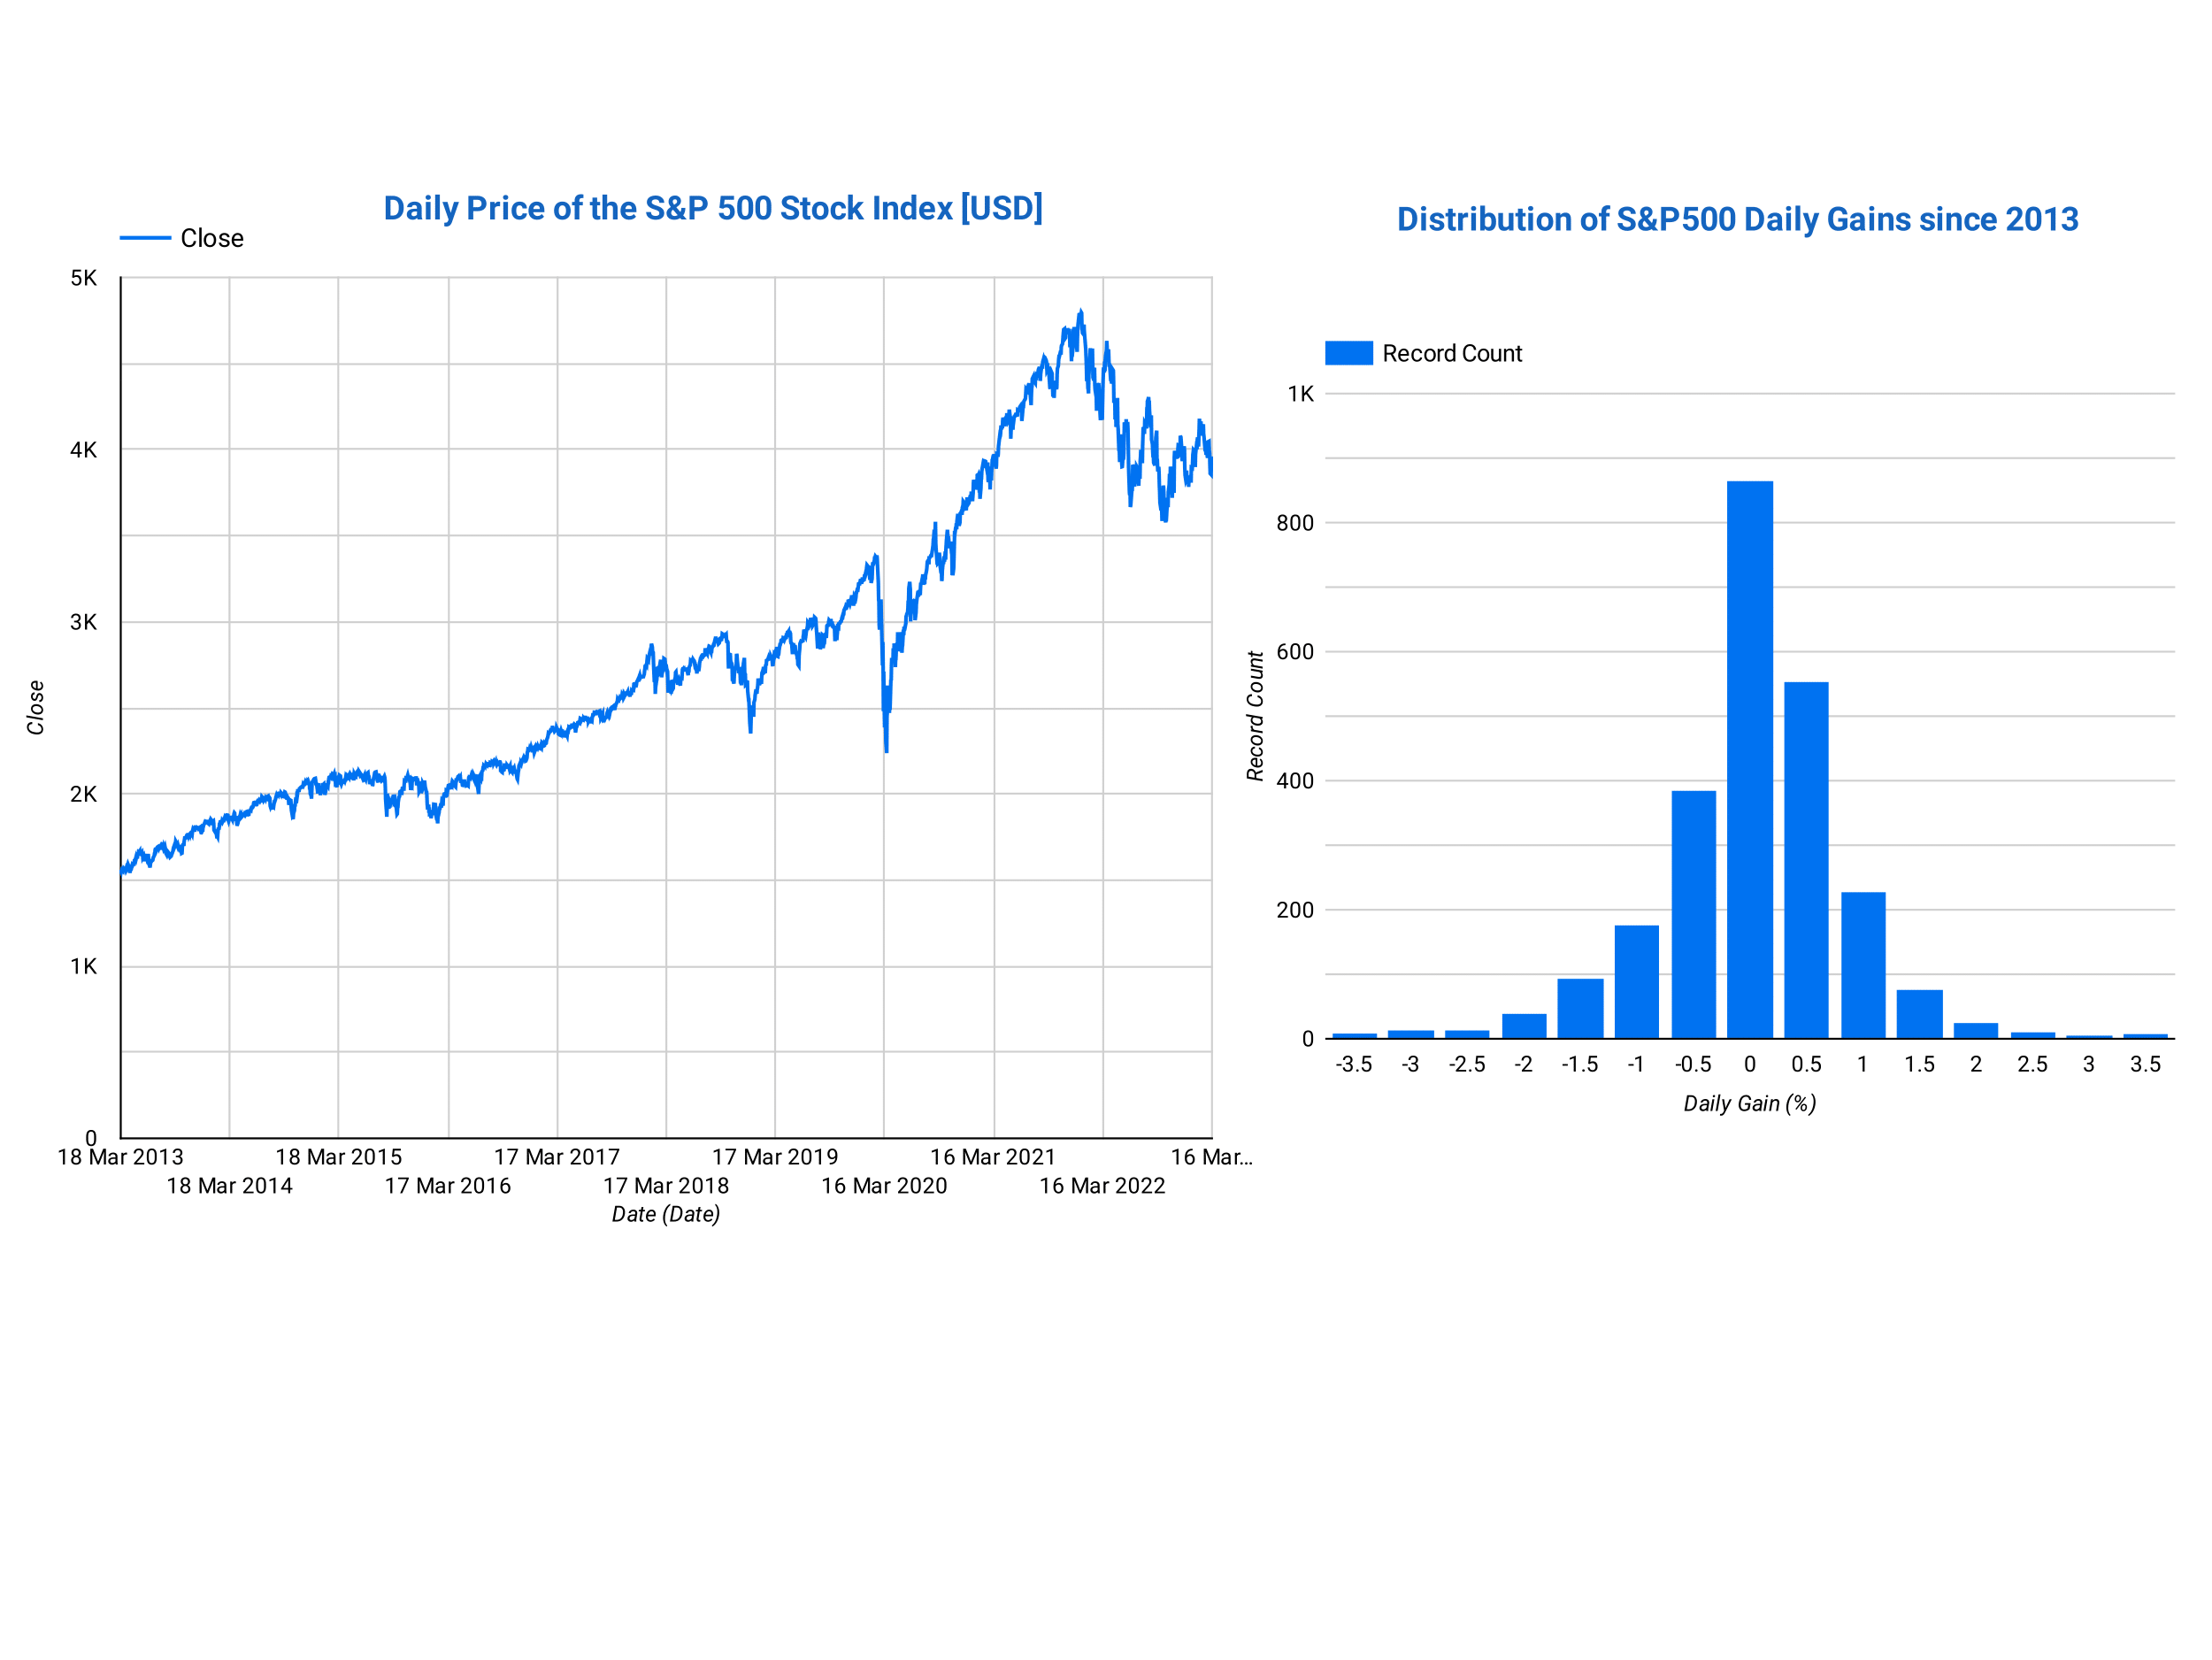 Daily Price of the S&P 500 Stock Index [USD]
Close
5K
4K
3K
2K
1K
0
Close
18 Mar 2013
18 Mar 2014
18 Mar 2015
17 Mar 2016
17 Mar 2017
17 Mar 2018
17 Mar 2019
16 Mar 2020
16 Mar 2021
16 Mar 2022
16 Mar...
Date (Date)
Distribution of S&P500 Daily Gains since 2013
Record Count
1K
800
600
400
200
0
Record Count
-3.5 -3 -2.5 -2 -1.5 -1 -0.5 0 0.5 1 1.5 2 2.5 3 3.5
Daily Gain (%)